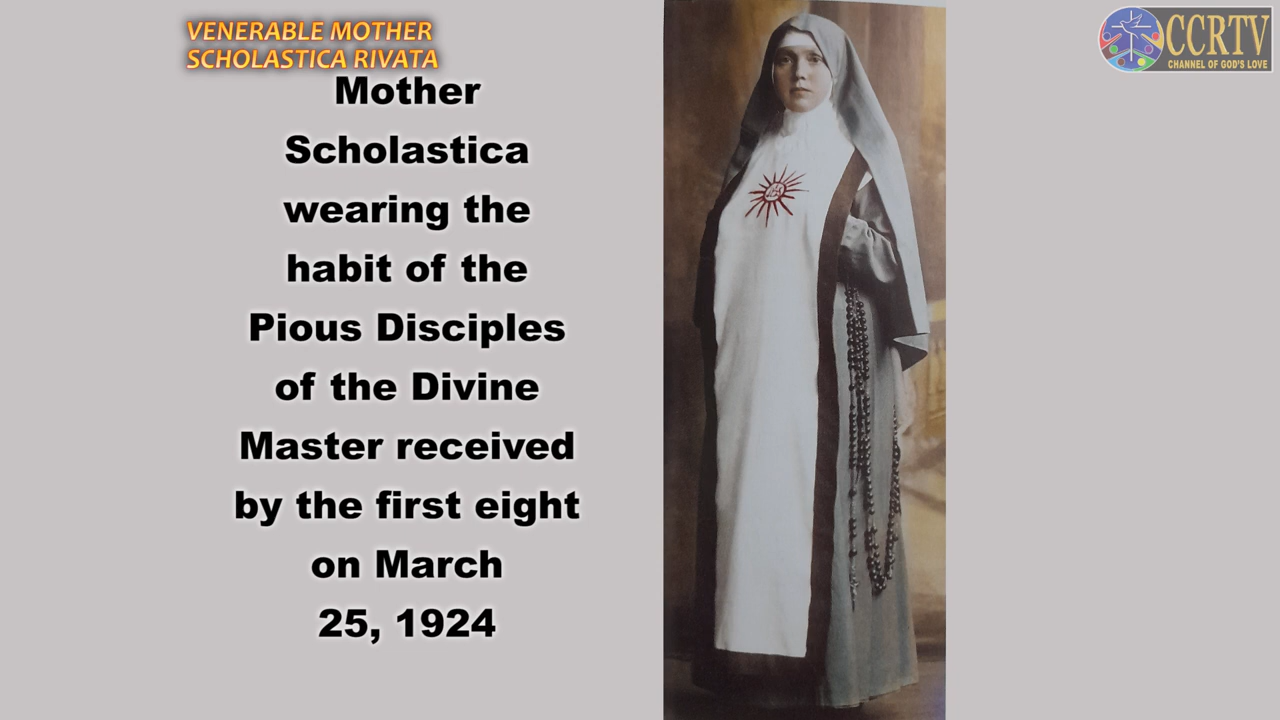 VENERABLE MOTHER
SCHOLASTICA RIVATA
Mother
Scholastica
wearing the
habit of the
Pious Disciples
of the Divine
Master received
by the first eight
on March
25, 1924
CCRTV
CHANNEL OF GOD'S LOVE